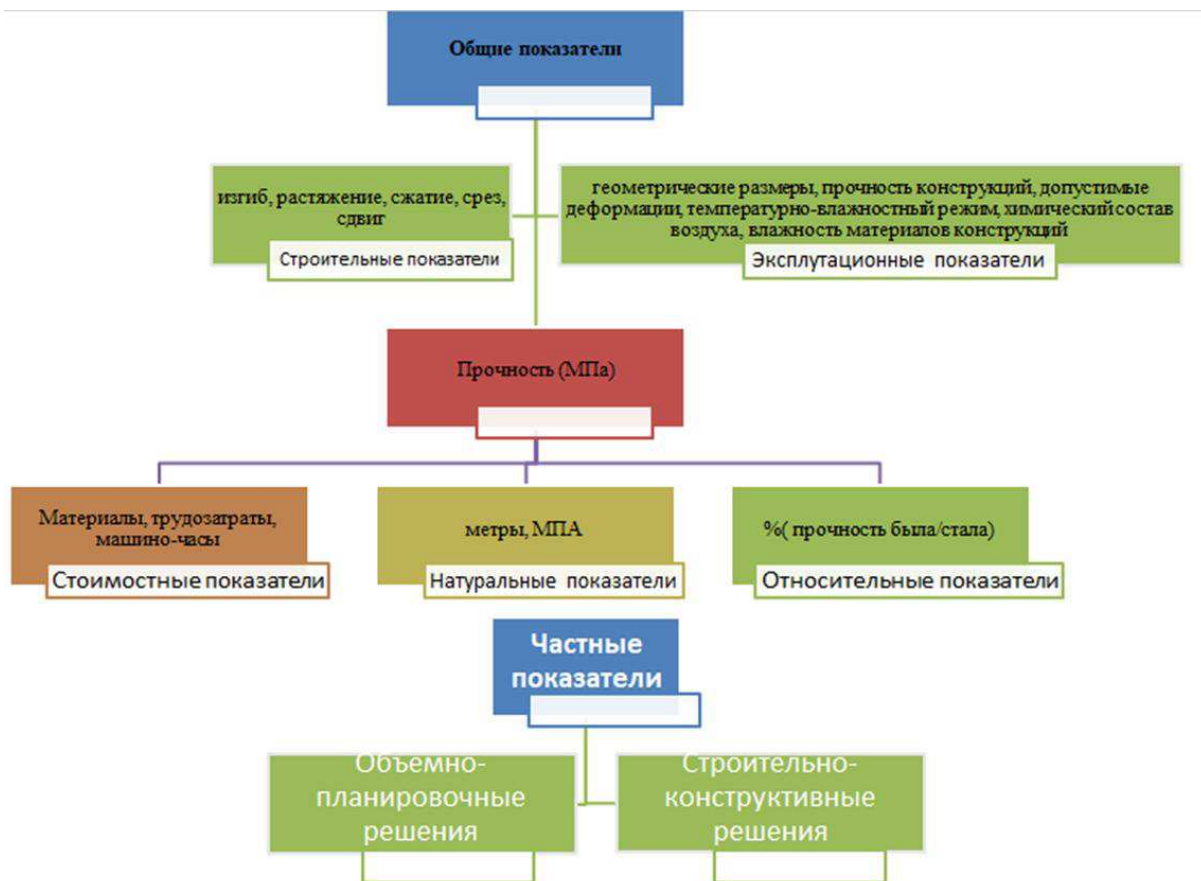 Общие показатели
изгиб, растяжение, сжатие, срез,
сдвиг
Строительные показатели
геометрические размеры, прочность конструкций, допустимые
деформации, температурно-влажностный режим, химический состав
воздуха, влажность материалов конструкций
Эксплутационные показатели
Прочность (МПа)
Материалы, трудозатраты,
машино-часы
Стоимостные показатели
метры, МПА
Натуральные показатели
%( прочность была/стала)
Относительные показатели
Частные
показатели
Объемно-
планировочные
решения
Строительно-
конструктивные
решения